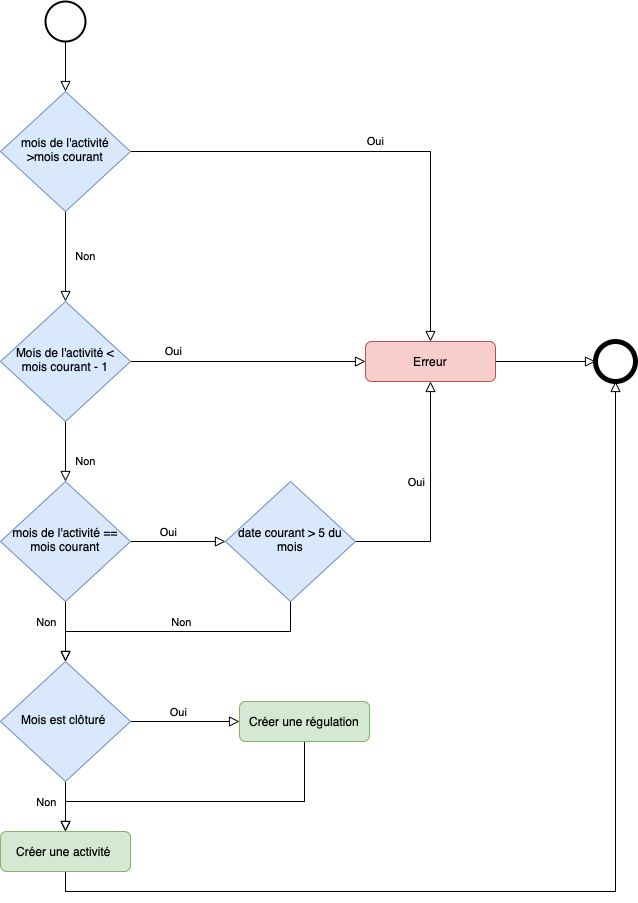 mois de l'activité
>mois courant
Oui
Non
Mois de l'activité <
mois courant - 1
Oui
Erreur
Non
mois de l'activité ==
mois courant
Oui
date courant > 5 du
mois
Oui
Non
Non
Mois est clôturé
Oui
Créer une régulation
Non
Créer une activité